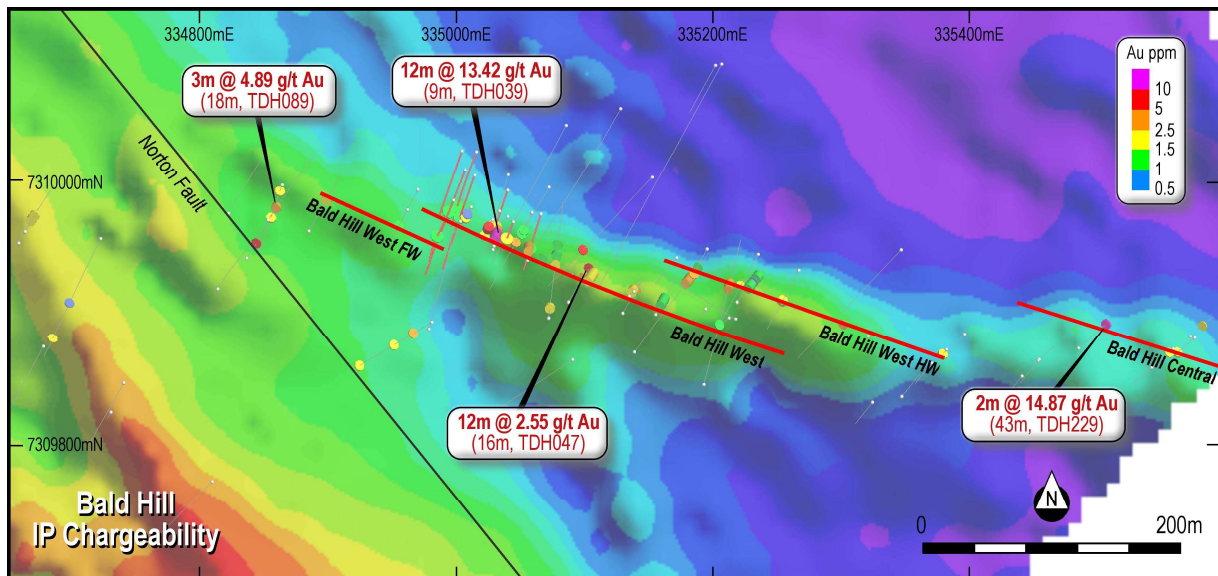 334800mE
335000mE
335200mE
335400mE
Au ppm
10
5
2.5
1.5
1
0.5
3m @ 4.89 g/t Au
(18m, TDH089)
12m @ 13.42 g/t Au
(9m, TDH039)
Norton Fault
7310000mN
Bald Hill West FW
Bald Hill West
Bald Hill West HW
Bald Hill Central
12m @ 2.55 g/t Au
(16m, TDH047)
2m @ 14.87 g/t Au
(43m, TDH229)
7309800mN
Bald Hill
IP Chargeability
N
0
200m